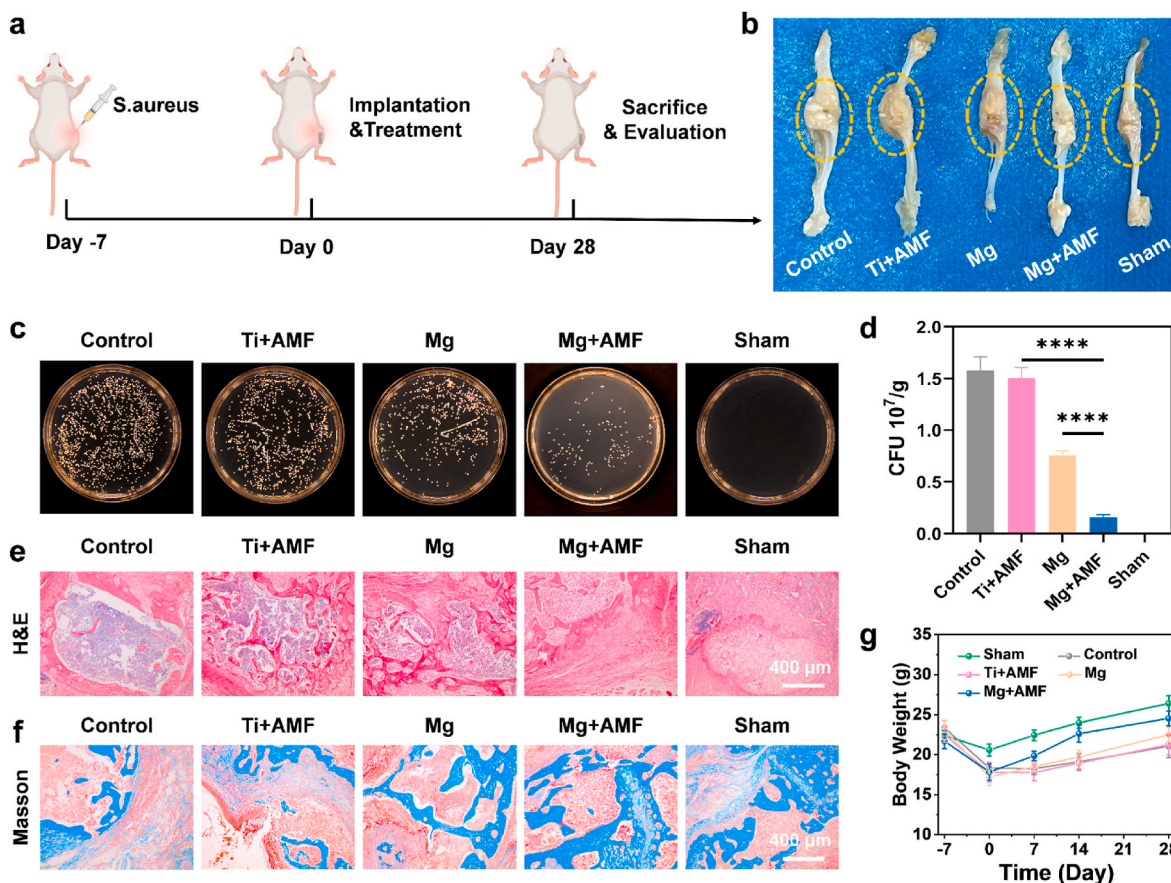 a
S.aureus
Implantation
&Treatment
Sacrifice
& Evaluation
Day -7
Day 0
Day 28
b
Control
Ti+AMF
Mg
Mg+AMF
Sham
c
Control
Ti+AMF
Mg
Mg+AMF
Sham
d
CFU 10⁷/g
2.0
1.5
1.0
0.5
0.0
****
****
Control
Ti+AMF
Mg
Mg+AMF
Sham
e
Control
Ti+AMF
Mg
Mg+AMF
Sham
H&E
400 μm
f
Control
Ti+AMF
Mg
Mg+AMF
Sham
Masson
400 μm
g
Body Weight (g)
35
30
25
20
15
10
Sham
Control
Ti+AMF
Mg
Mg+AMF
-7
0
7
14
21
28
Time (Day)